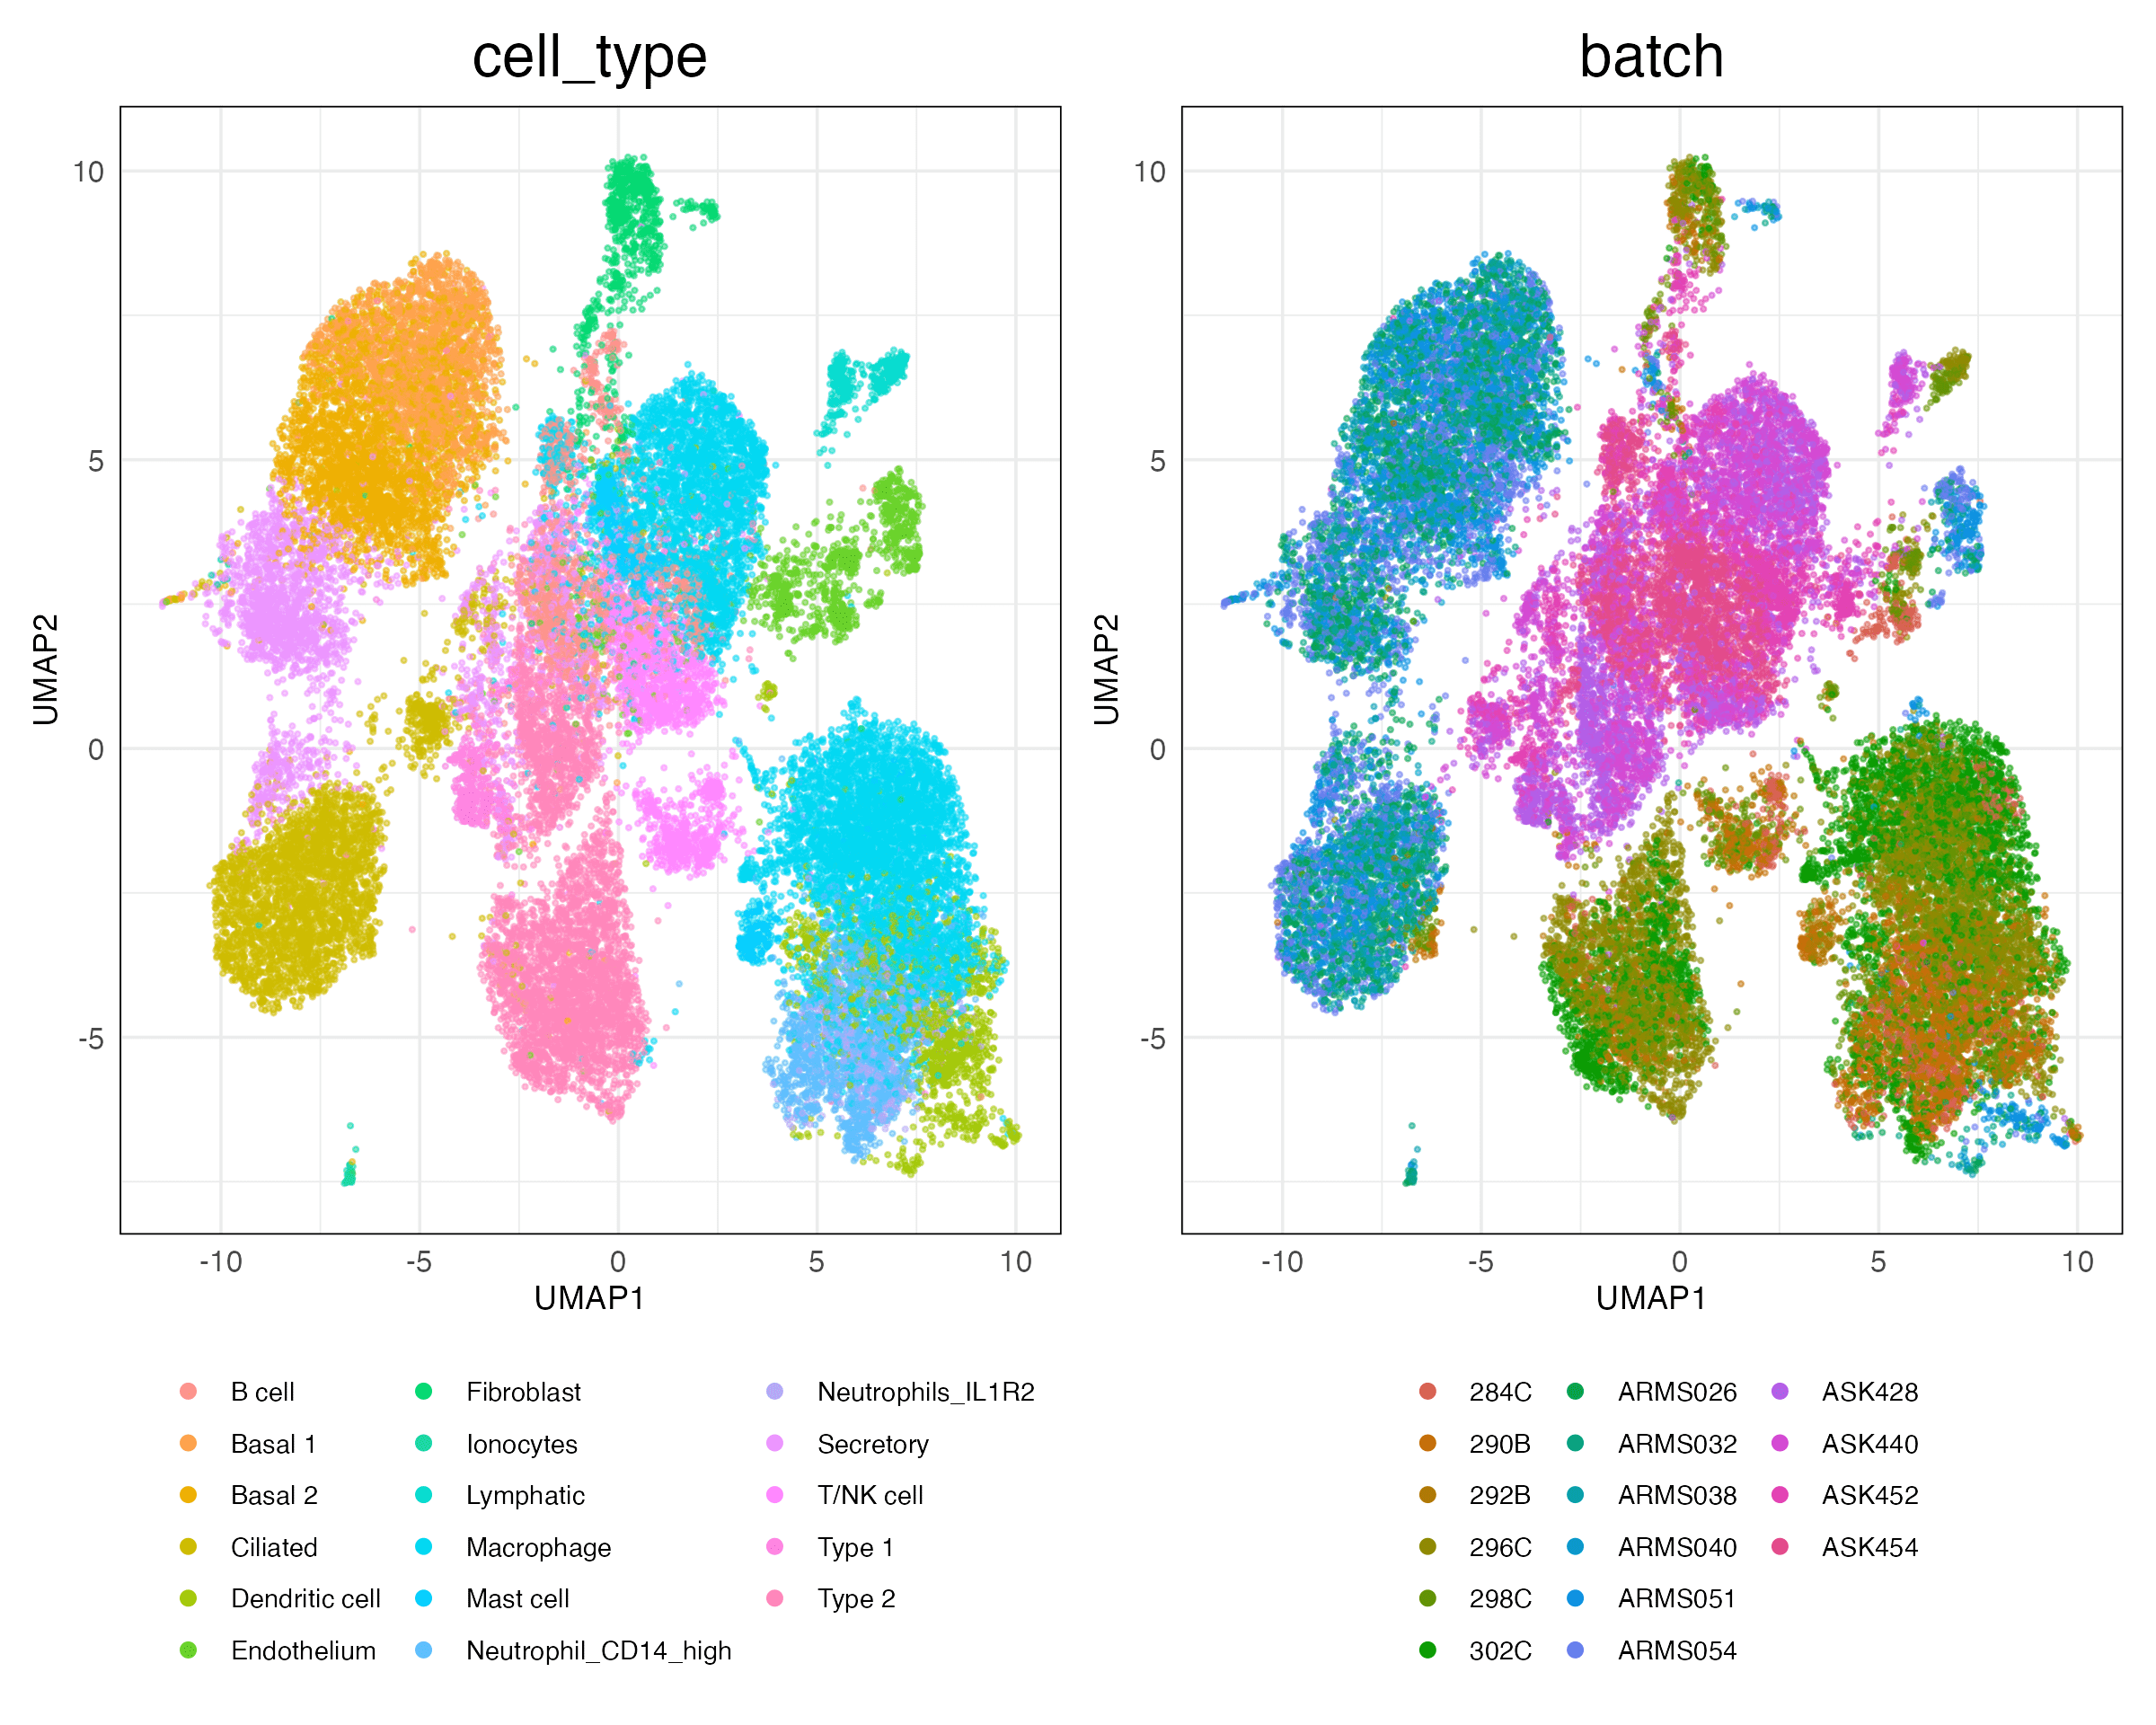 cell_type
batch
10
5
0
-5
UMAP2
-10
-5
0
5
10
UMAP1
10
5
0
-5
UMAP2
-10
-5
0
5
10
UMAP1
B cell
Basal 1
Basal 2
Ciliated
Dendritic cell
Endothelium
Fibroblast
Ionocytes
Lymphatic
Macrophage
Mast cell
Neutrophil_CD14_high
Neutrophils_IL1R2
Secretory
T/NK cell
Type 1
Type 2
284C
290B
292B
296C
298C
302C
ARMS026
ARMS032
ARMS038
ARMS040
ARMS051
ARMS054
ASK428
ASK440
ASK452
ASK454